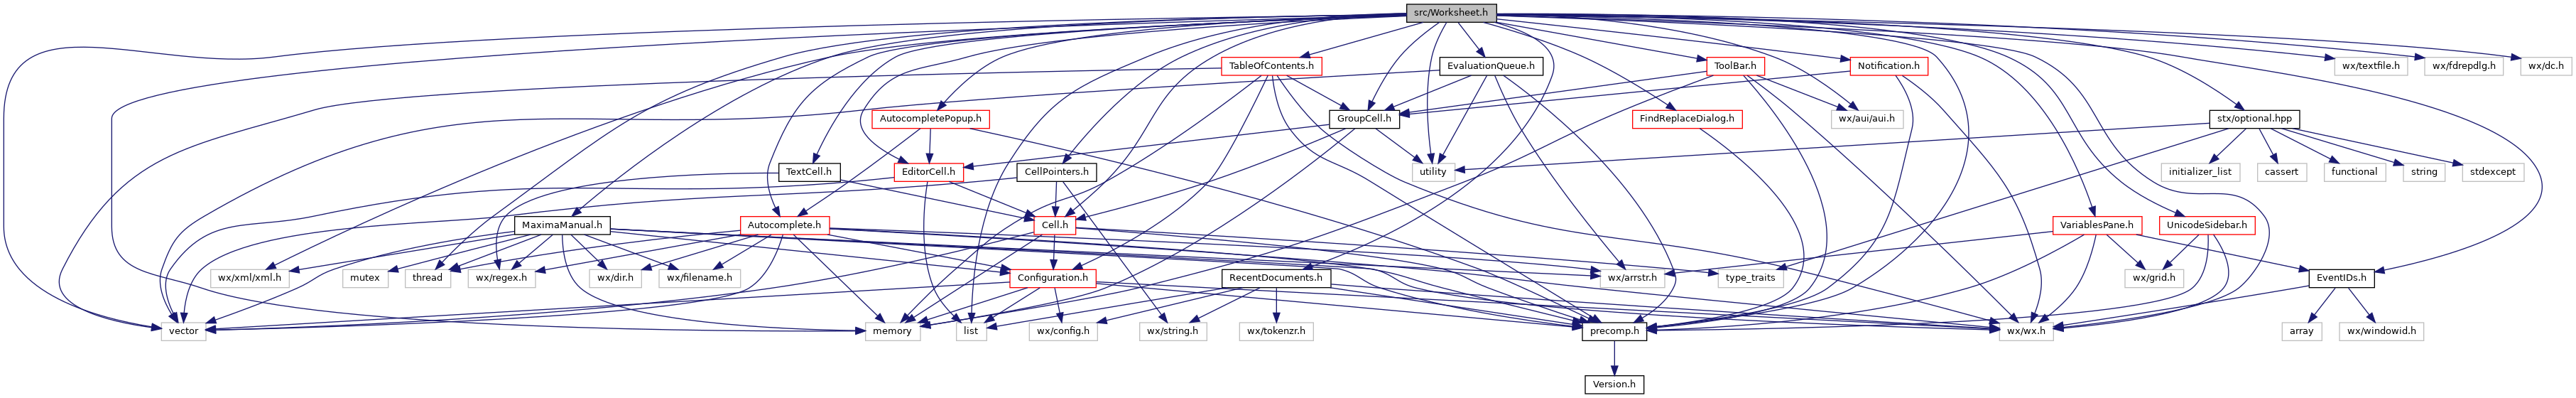 src/Worksheet.h
TableOfContents.h
EvaluationQueue.h
ToolBar.h
Notification.h
wx/textfile.h
wx/fdrepdlg.h
wx/dc.h
AutocompletePopup.h
GroupCell.h
FindReplaceDialog.h
wx/aui/aui.h
stx/optional.hpp
TextCell.h
EditorCell.h
CellPointers.h
utility
initializer_list
cassert
functional
string
stdexcept
MaximaManual.h
Autocomplete.h
Cell.h
VariablesPane.h
UnicodeSidebar.h
wx/xml/xml.h
mutex
thread
wx/regex.h
wx/dir.h
wx/filename.h
Configuration.h
RecentDocuments.h
wx/arrstr.h
type_traits
wx/grid.h
EventIDs.h
vector
memory
list
wx/config.h
wx/string.h
wx/tokenzr.h
precomp.h
wx/wx.h
array
wx/windowid.h
Version.h